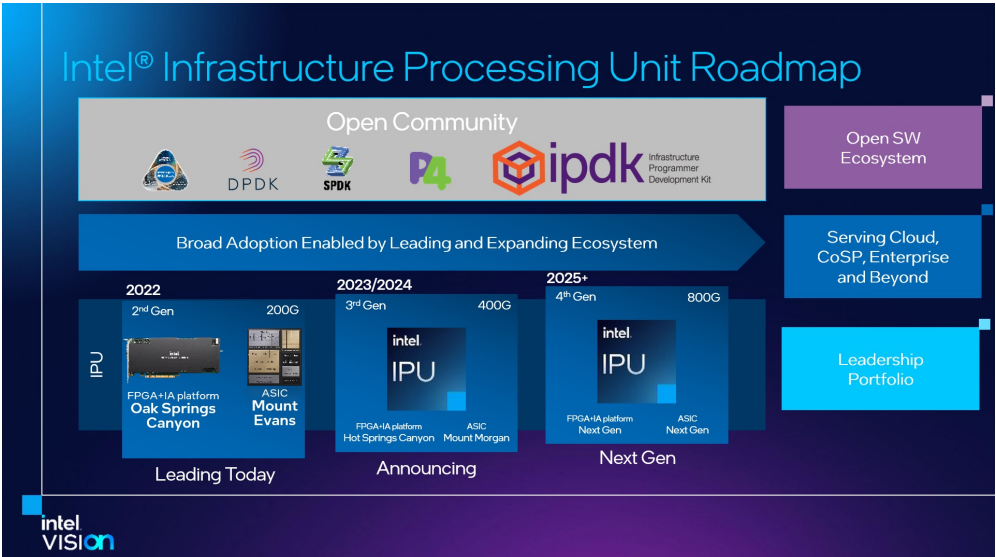 Intel® Infrastructure Processing Unit Roadmap
Open Community
DPDK
SPDK
P4
ipdk
Infrastructure
Programmer
Development Kit
Open SW
Ecosystem
Broad Adoption Enabled by Leading and Expanding Ecosystem
Serving Cloud,
CoSP, Enterprise
and Beyond
IPU
2022
2nd Gen 200G
intel
FPGA+IA platform
Oak Springs
Canyon
ASIC
Mount
Evans
Leading Today
2023/2024
3rd Gen 400G
intel.
IPU
FPGA+IA platform
Hot Springs Canyon
ASIC
Mount Morgan
Announcing
2025+
4th Gen 800G
intel.
IPU
FPGA+IA platform
Next Gen
ASIC
Next Gen
Next Gen
Leadership
Portfolio
intel.
VISION